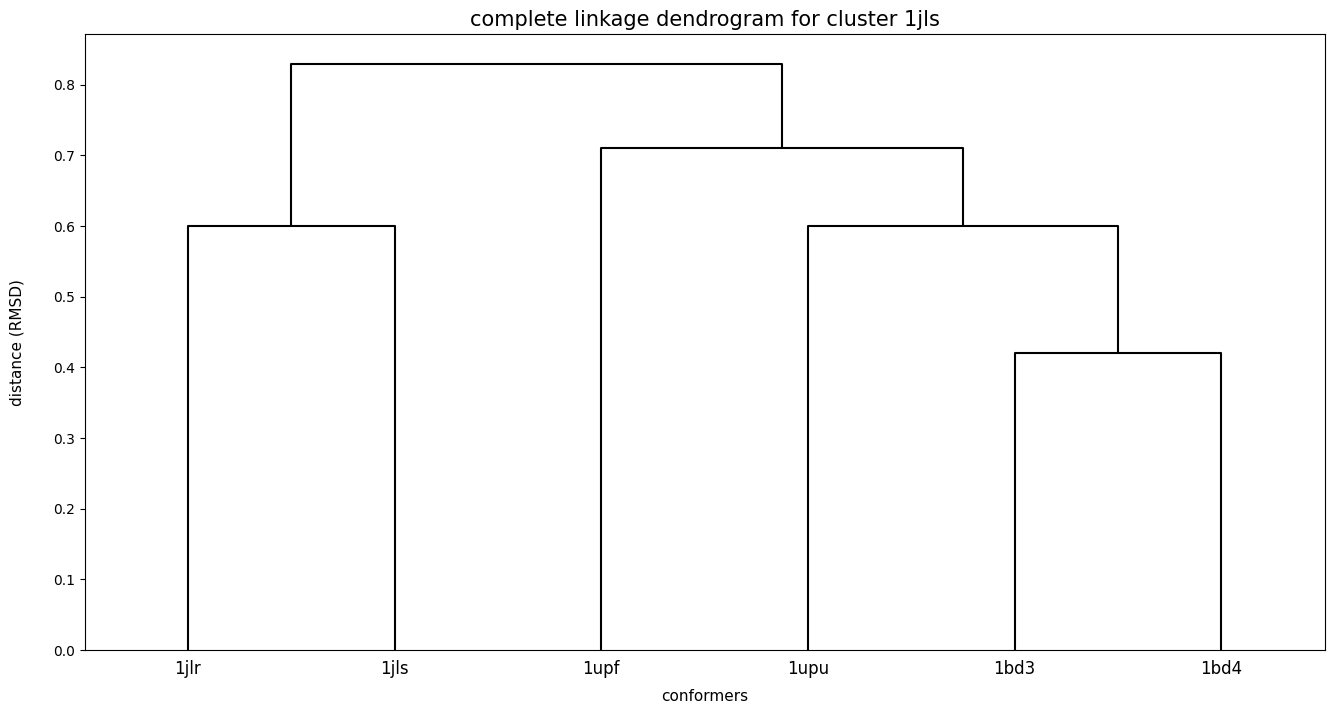 complete linkage dendrogram for cluster 1jls
distance (RMSD)
0.8
0.7
0.6
0.5
0.4
0.3
0.2
0.1
0.0
1jlr 1jls 1upf 1upu 1bd3 1bd4
conformers